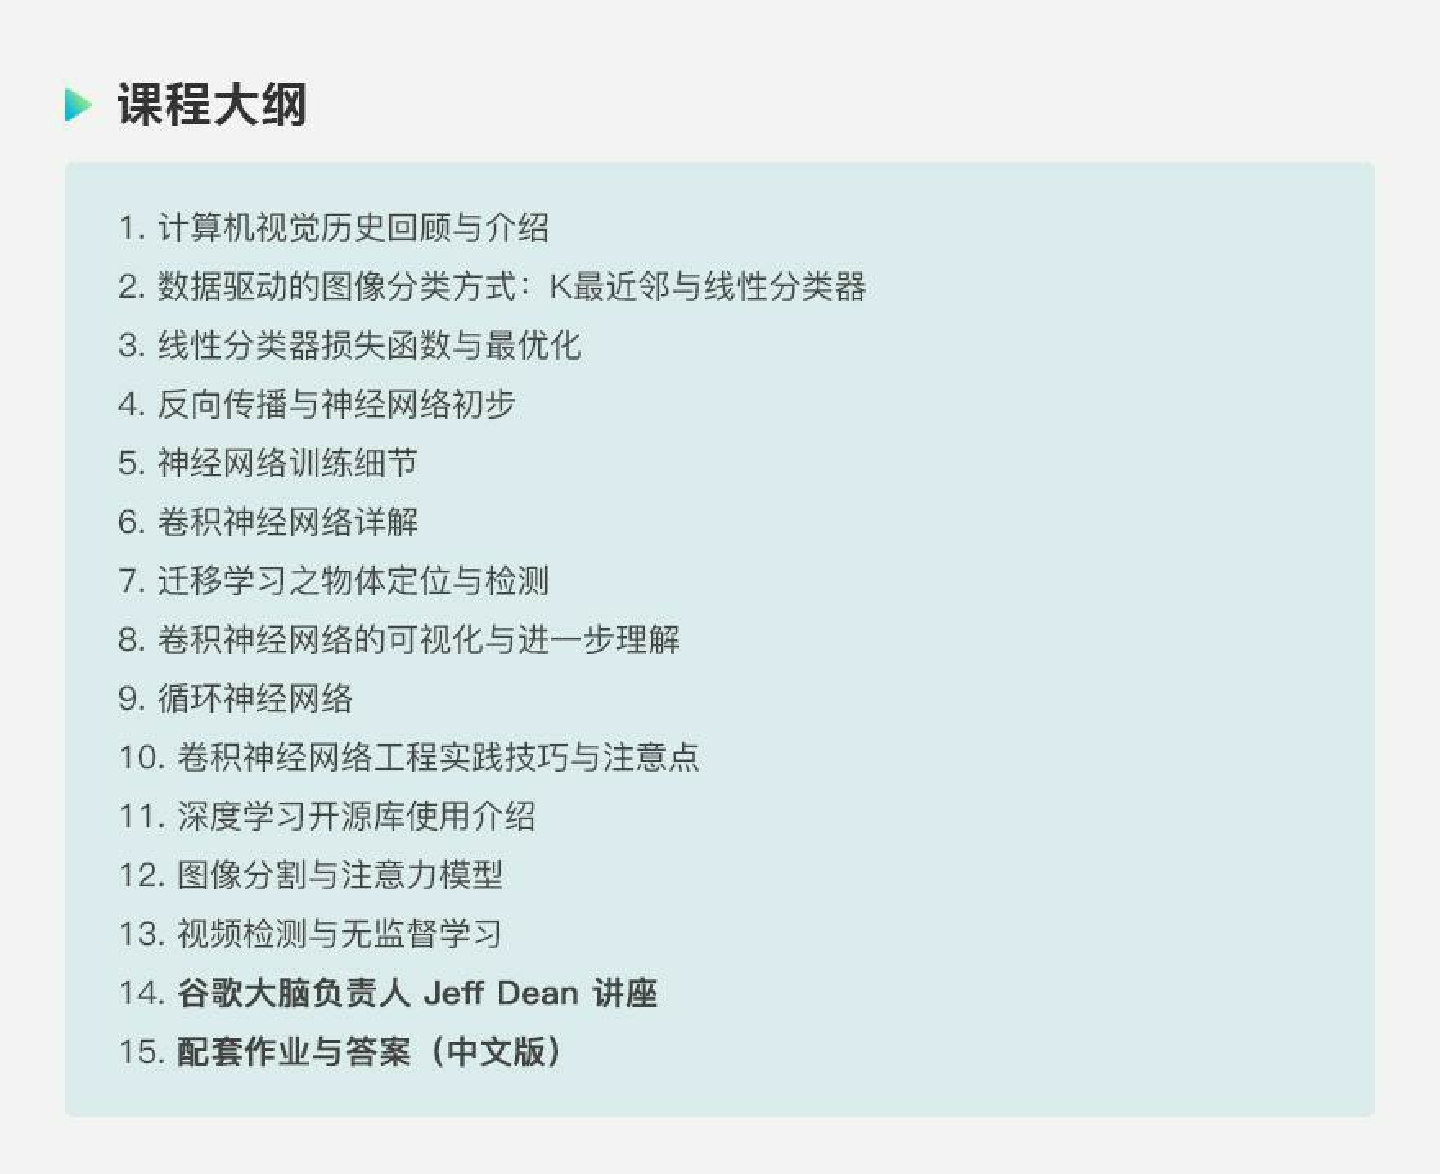 课程大纲
1. 计算机视觉历史回顾与介绍
2. 数据驱动的图像分类方式：K最近邻与线性分类器
3. 线性分类器损失函数与最优化
4. 反向传播与神经网络初步
5. 神经网络训练细节
6. 卷积神经网络详解
7. 迁移学习之物体定位与检测
8. 卷积神经网络的可视化与进一步理解
9. 循环神经网络
10. 卷积神经网络工程实践技巧与注意点
11. 深度学习开源库使用介绍
12. 图像分割与注意力模型
13. 视频检测与无监督学习
14. 谷歌大脑负责人 Jeff Dean 讲座
15. 配套作业与答案（中文版）